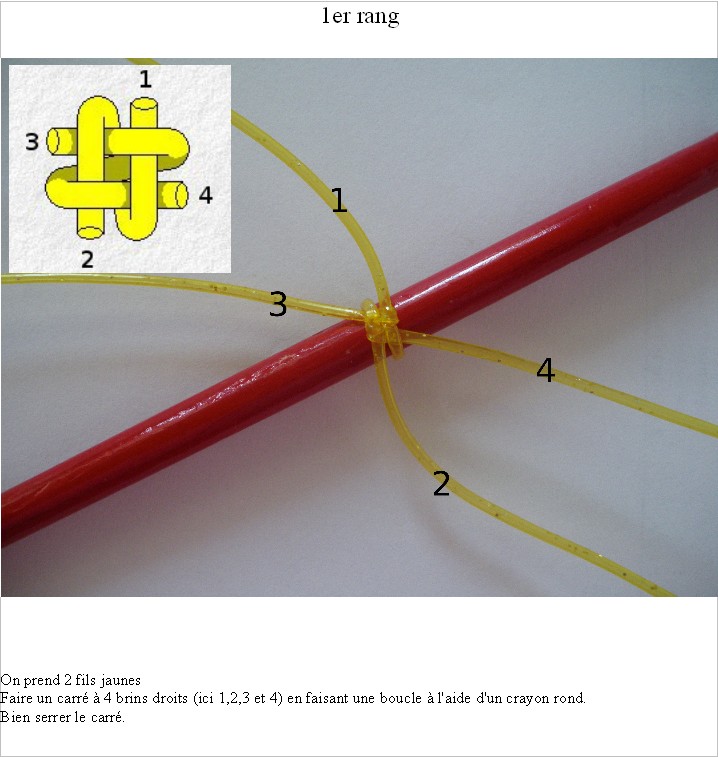 1er rang
1
3
4
2
1
3
4
2
On prend 2 fils jaunes
Faire un carré à 4 brins droits (ici 1,2,3 et 4) en faisant une boucle à l'aide d'un crayon rond.
Bien serrer le carré.